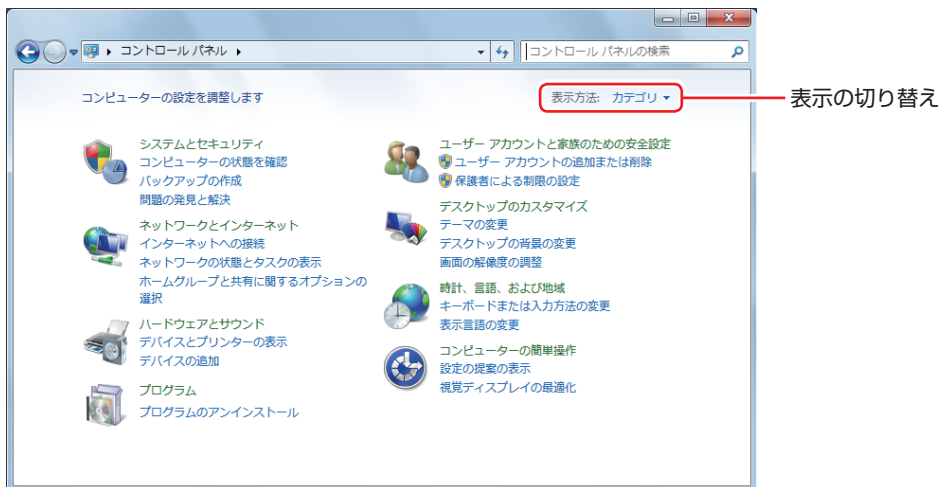 コントロール パネル
コントロール パネルの検索
コンピューターの設定を調整します
表示方法: カテゴリ
表示の切り替え
システムとセキュリティ
コンピューターの状態を確認
バックアップの作成
問題の発見と解決
ネットワークとインターネット
インターネットへの接続
ネットワークの状態とタスクの表示
ホームグループと共有に関するオプションの
選択
ハードウェアとサウンド
デバイスとプリンターの表示
デバイスの追加
プログラム
プログラムのアンインストール
ユーザー アカウントと家族のための安全設定
ユーザー アカウントの追加または削除
保護者による制限の設定
デスクトップのカスタマイズ
テーマの変更
デスクトップの背景の変更
画面の解像度の調整
時計、言語、および地域
キーボードまたは入力方法の変更
表示言語の変更
コンピューターの簡単操作
設定の提案の表示
視覚ディスプレイの最適化